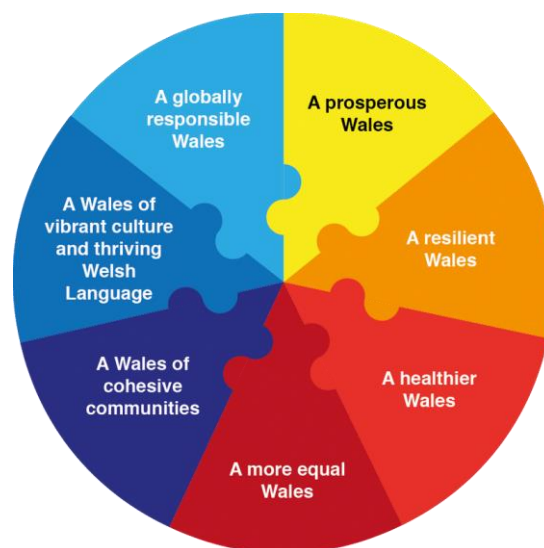 A prosperous
Wales
A resilient
Wales
A healthier
Wales
A more equal
Wales
A Wales of
cohesive
communities
A Wales of
vibrant culture
and thriving
Welsh
Language
A globally
responsible
Wales